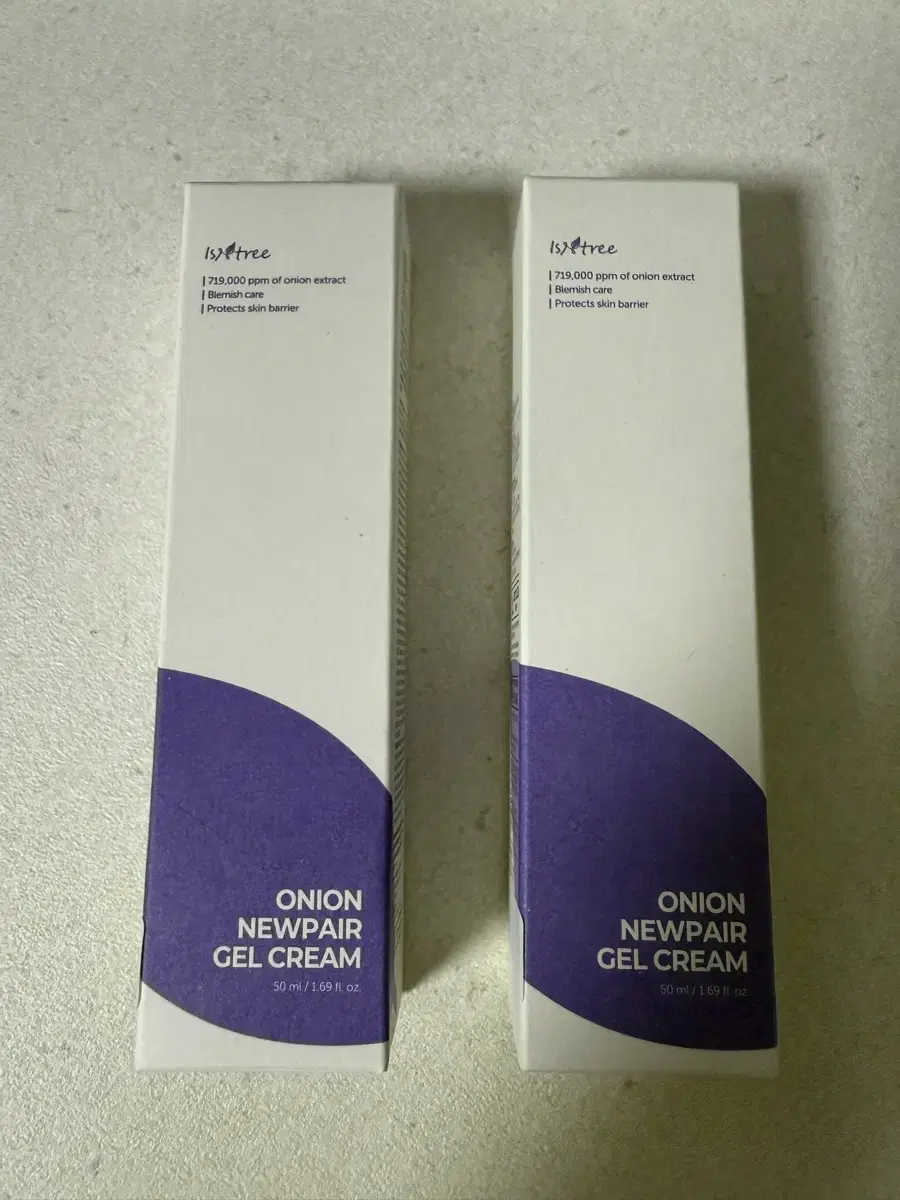 IsNtree
719,000 ppm of onion extract
Blemish care
Protects skin barrier
ONION
NEWPAIR
GEL CREAM
50 ml / 1.69 fl. oz.
IsNtree
719,000 ppm of onion extract
Blemish care
Protects skin barrier
ONION
NEWPAIR
GEL CREAM
50 ml / 1.69 fl. oz.